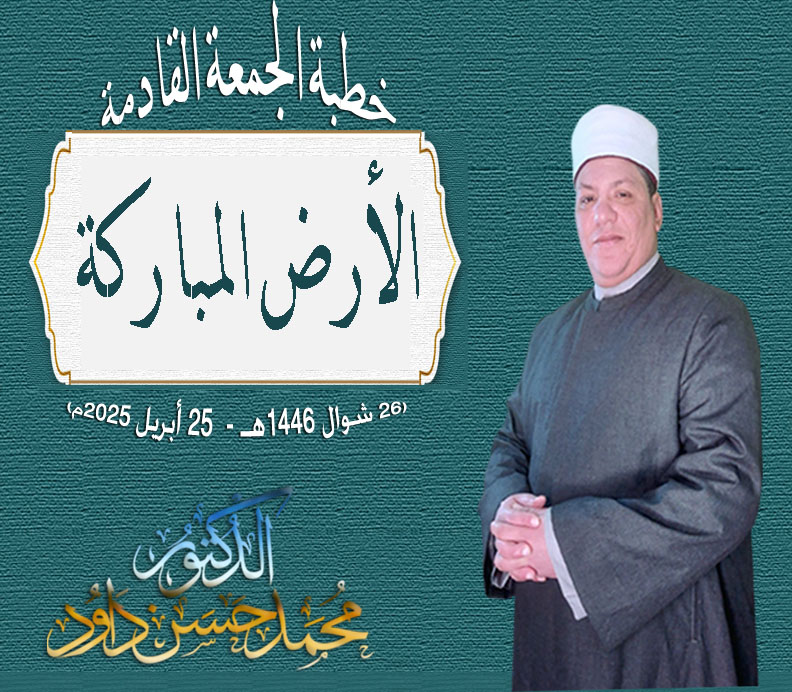 خطبة الجمعة القادمة
الأرض المباركة
(26 شوال 1446هـ - 25 أبريل 2025م)
الدكتور
محمد حسن داود